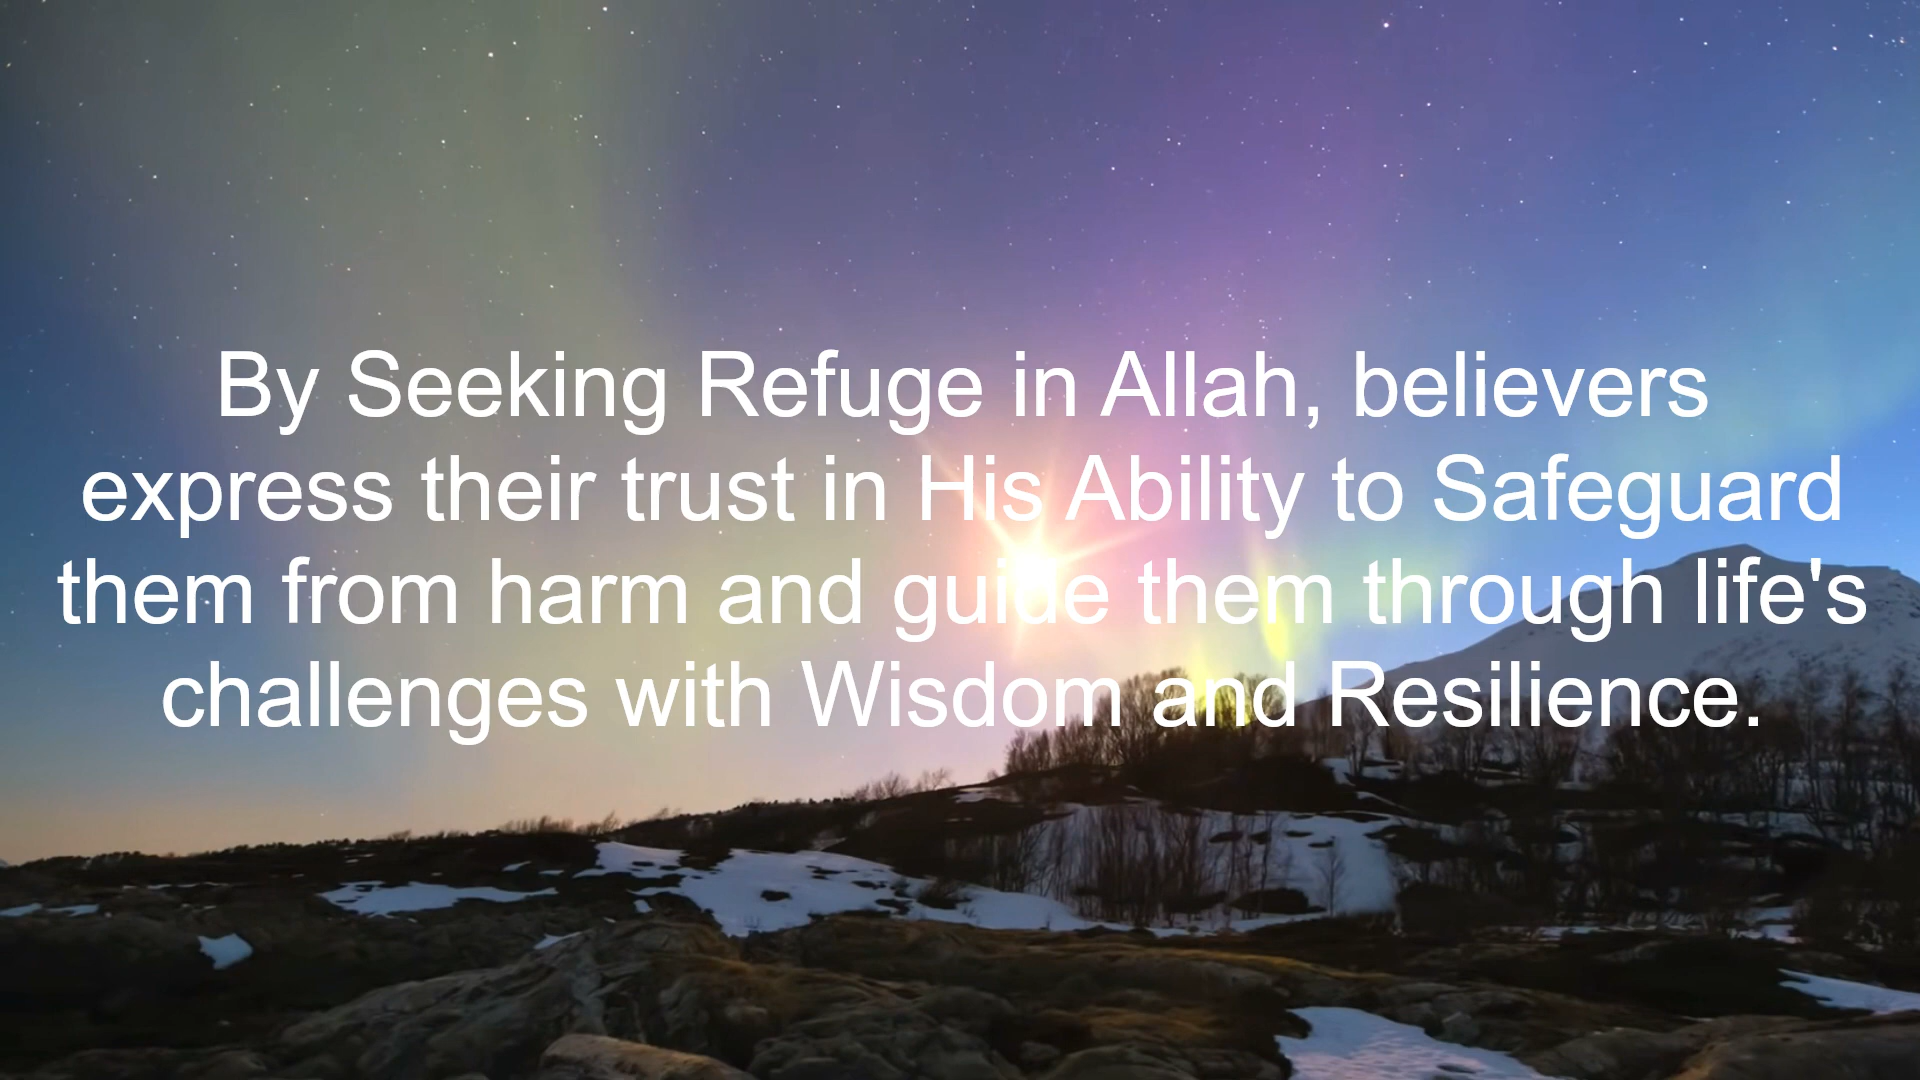 By Seeking Refuge in Allah, believers
express their trust in His Ability to Safeguard
them from harm and guide them through life's
challenges with Wisdom and Resilience.